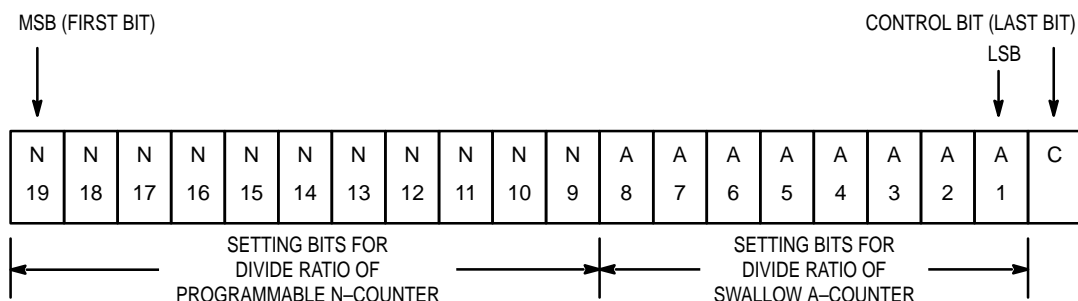 MSB (FIRST BIT)
CONTROL BIT (LAST BIT)
LSB
N N N N N N N N N N N A A A A A A A A C
19 18 17 16 15 14 13 12 11 10 9 8 7 6 5 4 3 2 1
SETTING BITS FOR
DIVIDE RATIO OF
PROGRAMMABLE N–COUNTER
SETTING BITS FOR
DIVIDE RATIO OF
SWALLOW A–COUNTER